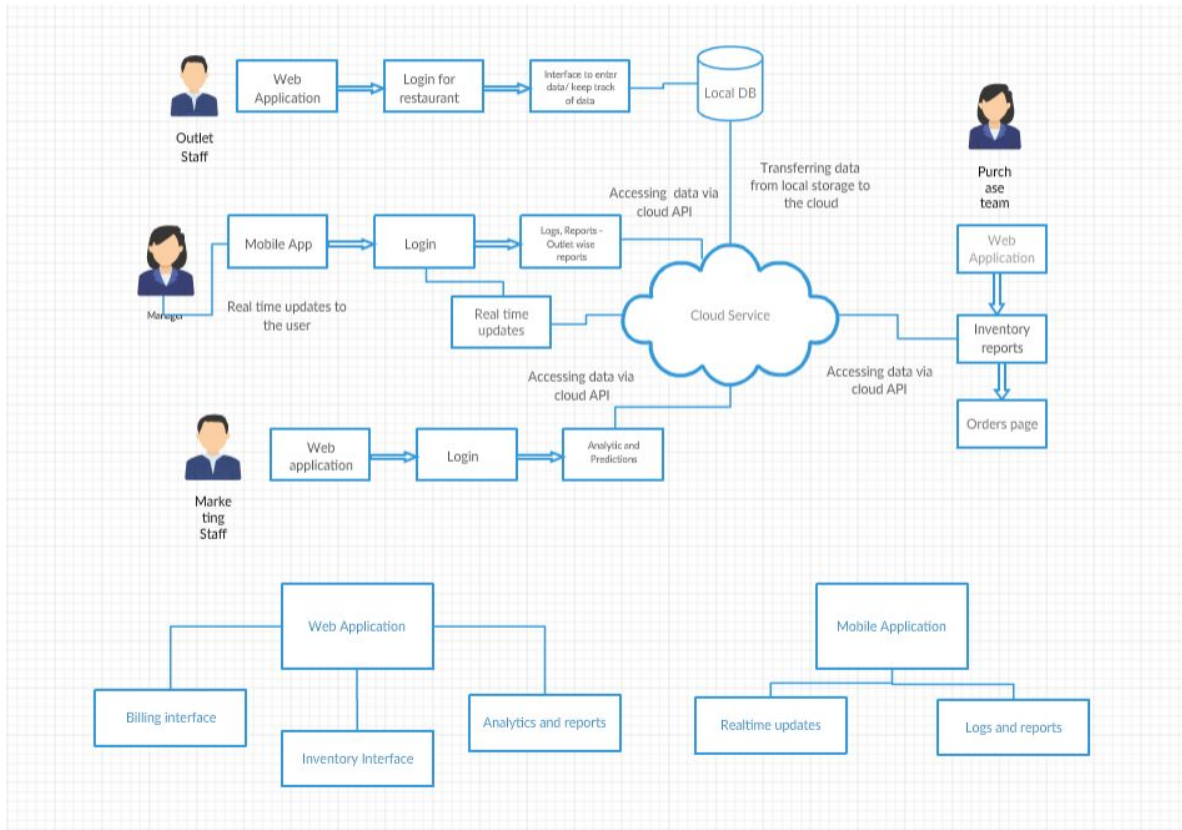 Web
Application
Login for
restaurant
Interface to enter
data/ keep track
of data
Local DB
Outlet
Staff
Purch
ase
team
Transferring data
from local storage to
the cloud
Accessing data via
cloud API
Mobile App
Login
Logs, Reports -
Outlet wise
reports
Web
Application
Manager
Real time updates to
the user
Real time
updates
Cloud Service
Inventory
reports
Accessing data via
cloud API
Accessing data via
cloud API
Orders page
Web
application
Login
Analytic and
Predictions
Marke
ting
Staff
Web Application
Mobile Application
Billing interface
Analytics and reports
Inventory Interface
Realtime updates
Logs and reports